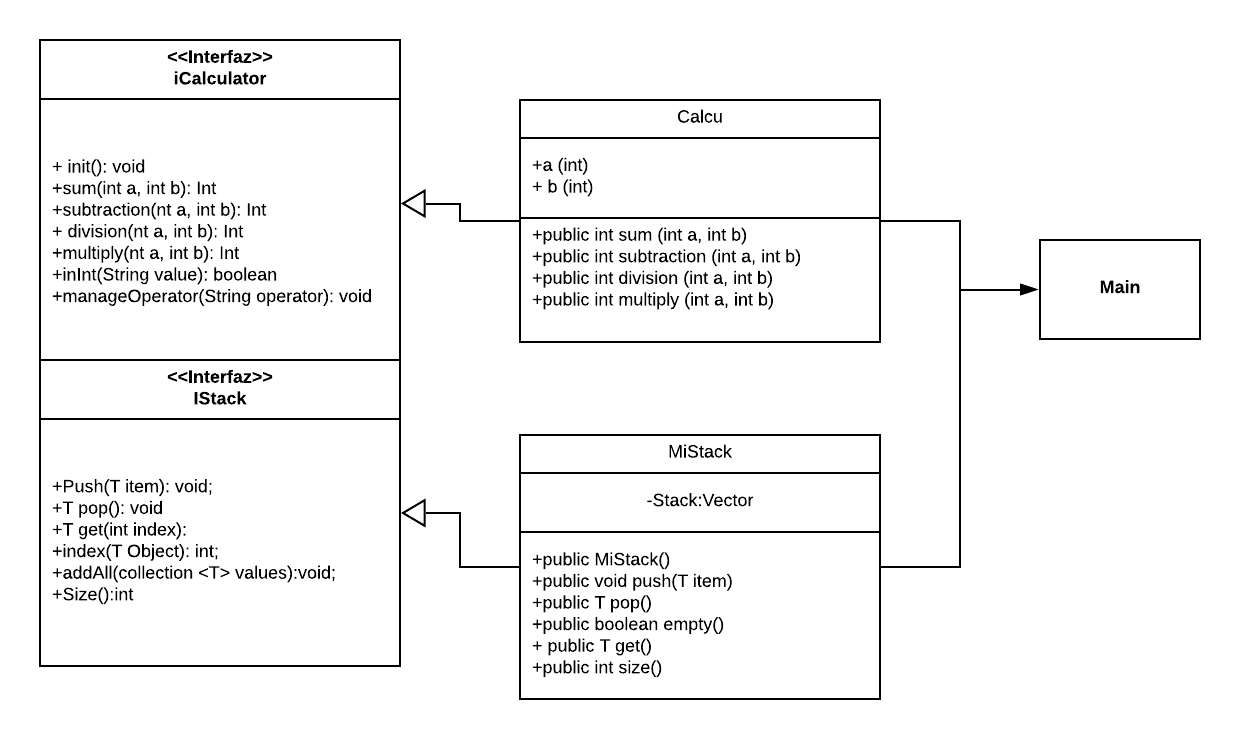 <<Interfaz>>
iCalculator
+ init(): void
+sum(int a, int b): Int
+subtraction(nt a, int b): Int
+ division(nt a, int b): Int
+multiply(nt a, int b): Int
+inInt(String value): boolean
+manageOperator(String operator): void
<<Interfaz>>
IStack
+Push(T item): void;
+T pop(): void
+T get(int index):
+index(T Object): int;
+addAll(collection <T> values):void;
+Size():int
Calcu
+a (int)
+ b (int)
+public int sum (int a, int b)
+public int subtraction (int a, int b)
+public int division (int a, int b)
+public int multiply (int a, int b)
MiStack
-Stack:Vector
+public MiStack()
+public void push(T item)
+public T pop()
+public boolean empty()
+ public T get()
+public int size()
Main